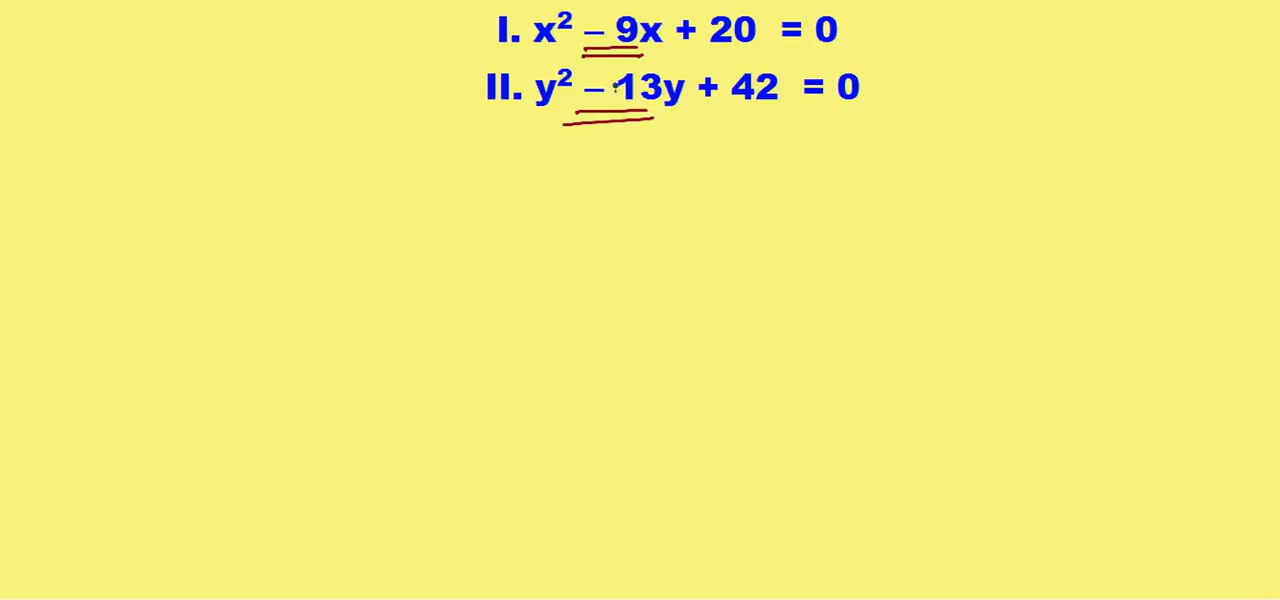 I. x² – 9x + 20 = 0
II. y² – 13y + 42 = 0